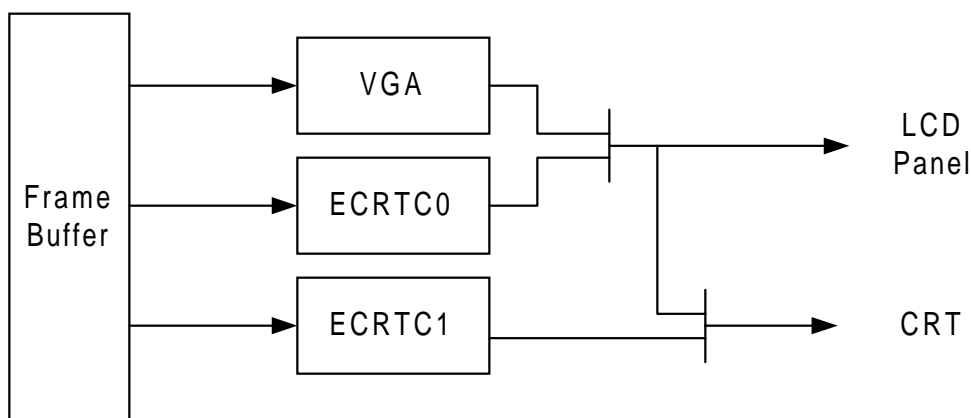 Frame
Buffer
VGA
ECRTC0
ECRTC1
LCD
Panel
CRT